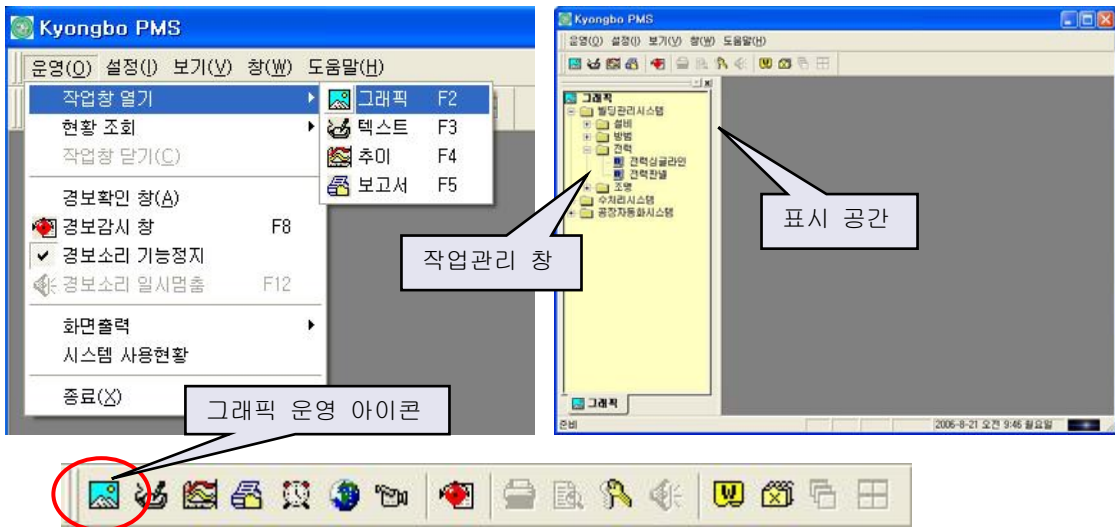 Kyongbo PMS
운영(O) 설정(I) 보기(V) 창(W) 도움말(H)
작업창 열기
현황 조회
작업창 닫기(C)
경보확인 창(A)
경보감시 창 F8
경보소리 기능정지
경보소리 일시멈춤 F12
화면출력
시스템 사용현황
종료(X)
그래픽 F2
텍스트 F3
추이 F4
보고서 F5
그래픽 운영 아이콘
Kyongbo PMS
운영(O) 설정(I) 보기(V) 창(W) 도움말(H)
그래픽
빌딩관리시스템
설비
방범
전력
전력싱글라인
전력판넬
조명
수처리시스템
공장자동화시스템
작업관리 창
표시 공간
그래픽
준비
2006-8-21 오전 9:46 월요일